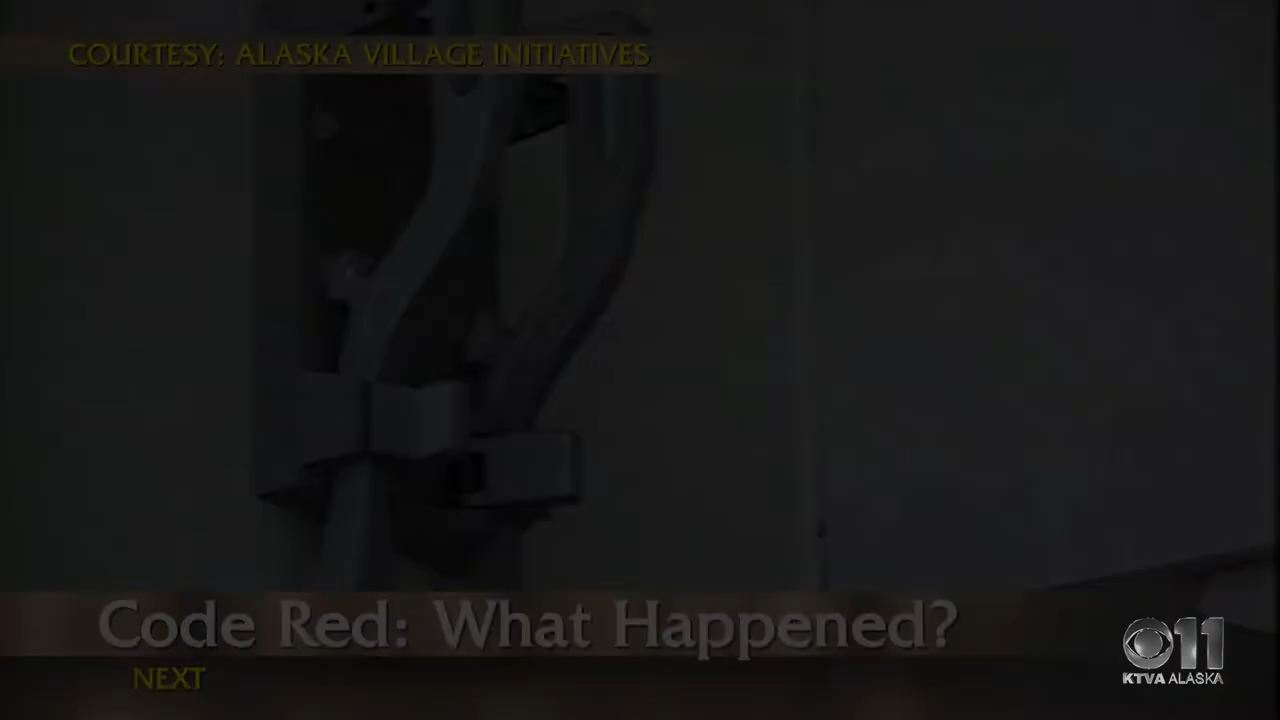 COURTESY: ALASKA VILLAGE INITIATIVES
Code Red: What Happened?
NEXT
11
KTVA ALASKA